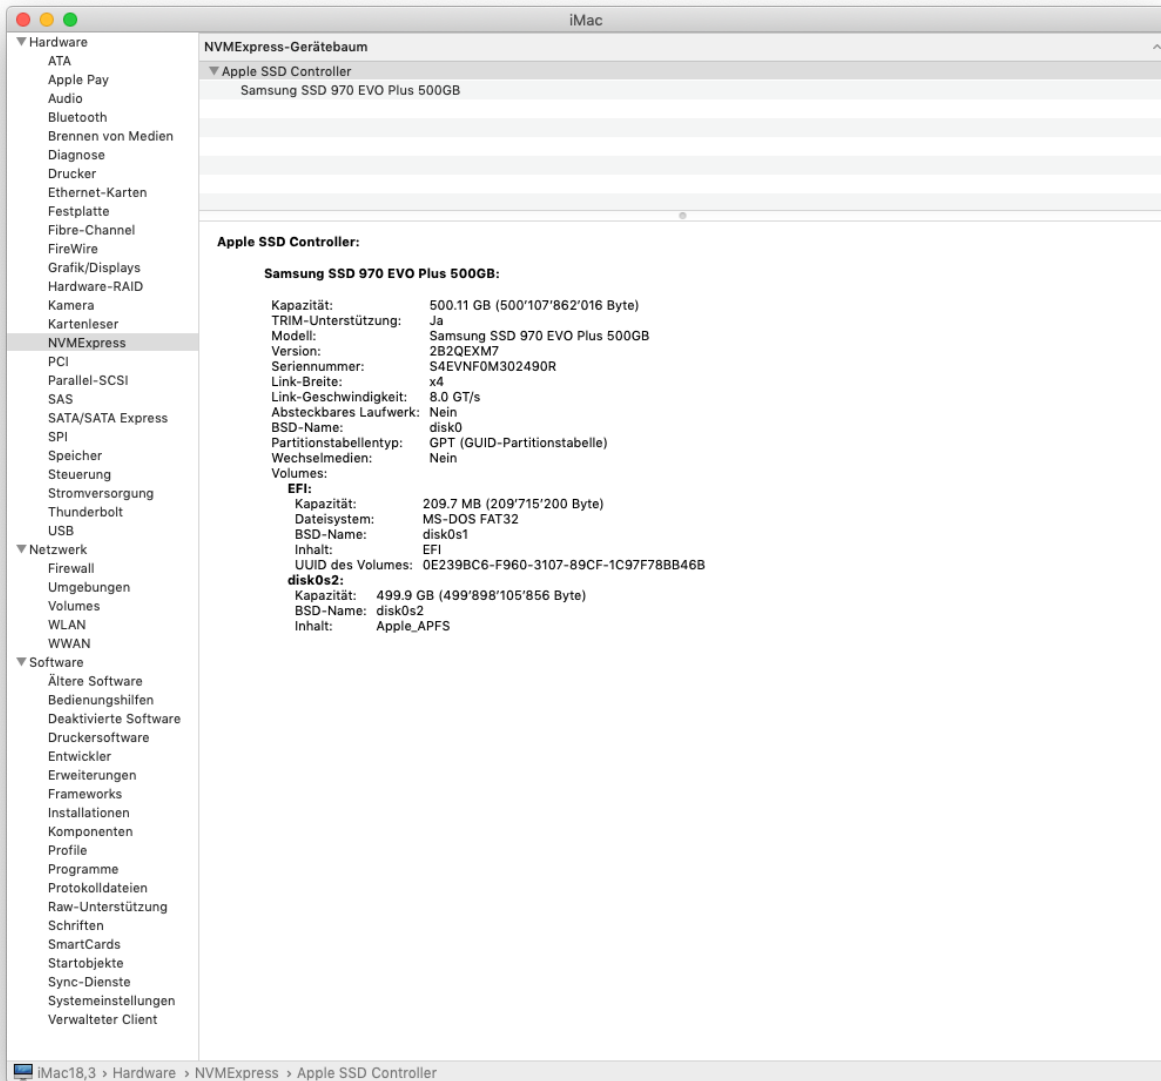 iMac
Hardware
ATA
Apple Pay
Audio
Bluetooth
Brennen von Medien
Diagnose
Drucker
Ethernet-Karten
Festplatte
Fibre-Channel
FireWire
Grafik/Displays
Hardware-RAID
Kamera
Kartenleser
NVMExpress
PCI
Parallel-SCSI
SAS
SATA/SATA Express
SPI
Speicher
Steuerung
Stromversorgung
Thunderbolt
USB
Netzwerk
Firewall
Umgebungen
Volumes
WLAN
WWAN
Software
Ältere Software
Bedienungshilfen
Deaktivierte Software
Druckersoftware
Entwickler
Erweiterungen
Frameworks
Installationen
Komponenten
Profile
Programme
Protokolldateien
Raw-Unterstützung
Schriften
SmartCards
Startobjekte
Sync-Dienste
Systemeinstellungen
Verwalteter Client
NVMExpress-Gerätebaum
Apple SSD Controller
Samsung SSD 970 EVO Plus 500GB
Apple SSD Controller:
Samsung SSD 970 EVO Plus 500GB:
Kapazität: 500.11 GB (500’107’862’016 Byte)
TRIM-Unterstützung: Ja
Modell: Samsung SSD 970 EVO Plus 500GB
Version: 2B2QEXM7
Seriennummer: S4EVNF0M302490R
Link-Breite: x4
Link-Geschwindigkeit: 8.0 GT/s
Absteckbares Laufwerk: Nein
BSD-Name: disk0
Partitionstabellentyp: GPT (GUID-Partitionstabelle)
Wechselmedien: Nein
Volumes:
EFI:
Kapazität: 209.7 MB (209’715’200 Byte)
Dateisystem: MS-DOS FAT32
BSD-Name: disk0s1
Inhalt: EFI
UUID des Volumes: 0E239BC6-F960-3107-89CF-1C97F78BB46B
disk0s2:
Kapazität: 499.9 GB (499’898’105’856 Byte)
BSD-Name: disk0s2
Inhalt: Apple_APFS
iMac18,3 › Hardware › NVMExpress › Apple SSD Controller